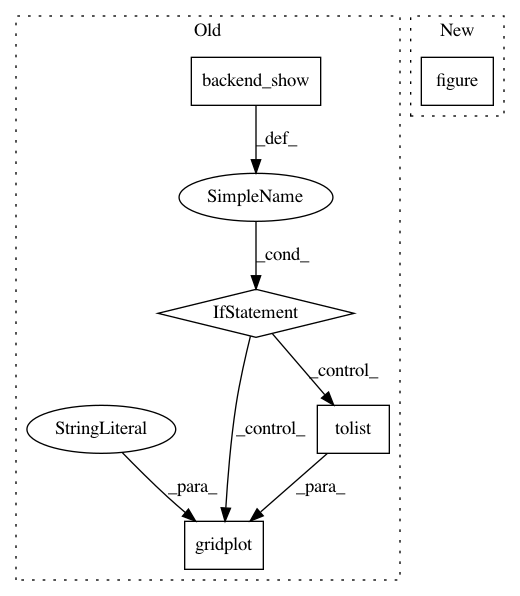 Old
New
backend_show
figure
_def_
SimpleName
_cond_
IfStatement
_control_
StringLiteral
_control_
tolist
_para_
_para_
gridplot